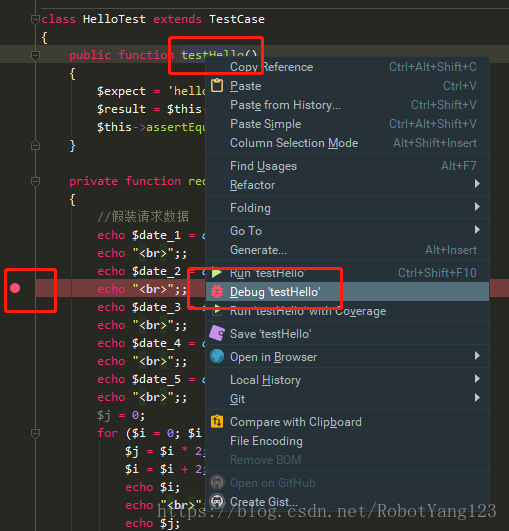 class HelloTest extends TestCase
{
public function testHello()
{
$expect = 'hello
$result = $this-
$this->assertEqu
}
private function rec
{
//假装请求数据
echo $date_1 =
echo "<br>";;
echo $date_2 =
echo "<br>";;
echo $date_3 =
echo "<br>";;
echo $date_4 =
echo "<br>";;
echo $date_5 =
echo "<br>";;
$j = 0;
for ($i = 0; $i
$j = $i * 2;
$i = $i + 2;
echo $i;
echo "<br>"
echo $j;
Copy Reference Ctrl+Alt+Shift+C
Paste Ctrl+V
Paste from History... Ctrl+Shift+V
Paste Simple Ctrl+Alt+Shift+V
Column Selection Mode Alt+Shift+Insert
Find Usages Alt+F7
Refactor
Folding
Go To
Generate... Alt+Insert
Run 'testHello' Ctrl+Shift+F10
Debug 'testHello'
Run 'testHello' with Coverage
Save 'testHello'
Open in Browser
Local History
Git
Compare with Clipboard
File Encoding
Remove BOM
Open on GitHub
Create Gist...
https://blog.csdn.net/RobotYang123